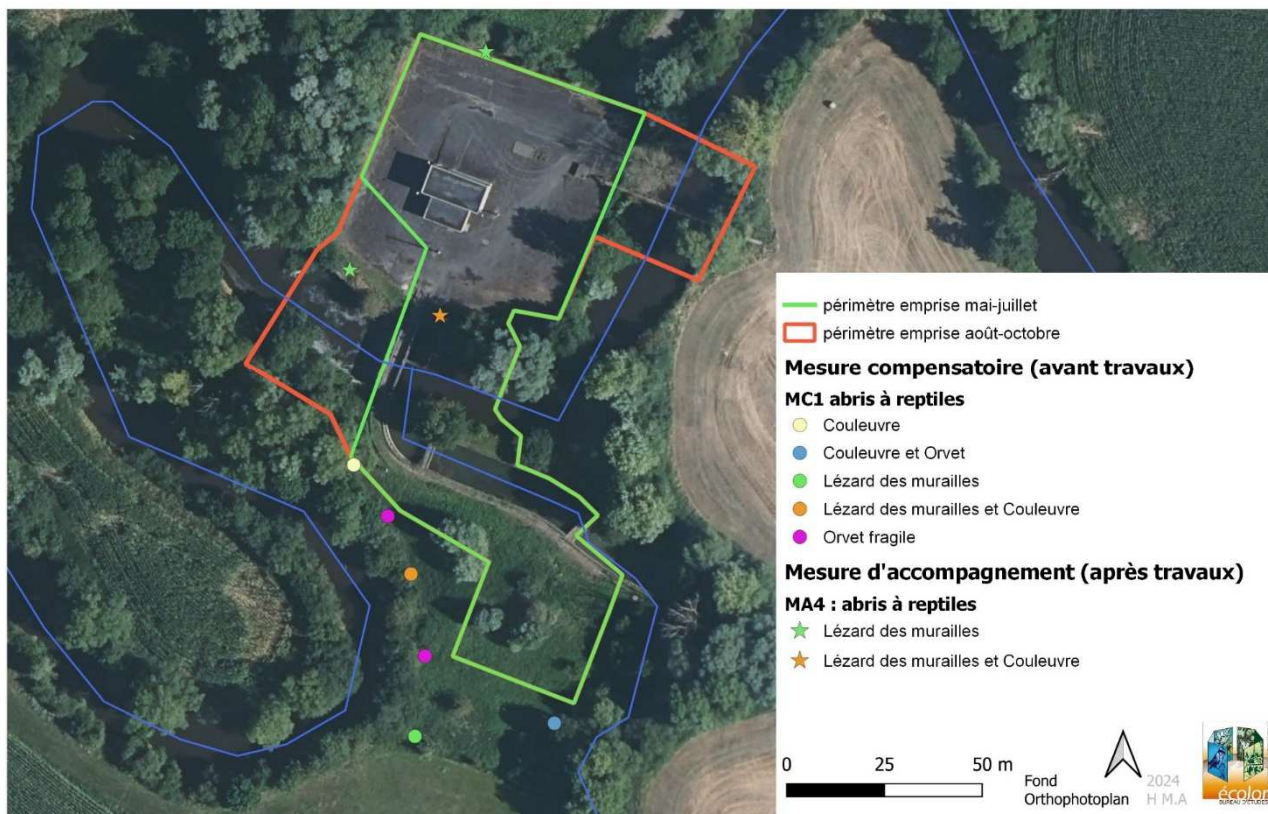 périmètre emprise mai-juillet
périmètre emprise août-octobre
Mesure compensatoire (avant travaux)
MC1 abris à reptiles
Couleuvre
Couleuvre et Orvet
Lézard des murailles
Lézard des murailles et Couleuvre
Orvet fragile
Mesure d'accompagnement (après travaux)
MA4 : abris à reptiles
Lézard des murailles
Lézard des murailles et Couleuvre
0 25 50 m
Fond
Orthophotoplan
2024
H M.A
écolor
BUREAU D'ÉTUDES